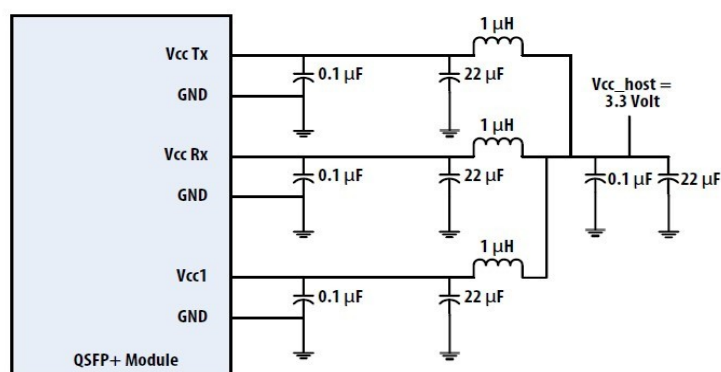 1 μH
Vcc Tx
0.1 μF
22 μF
GND
Vcc_host =
3.3 Volt
1 μH
Vcc Rx
0.1 μF
22 μF
0.1 μF
22 μF
GND
1 μH
Vcc1
0.1 μF
22 μF
GND
QSFP+ Module